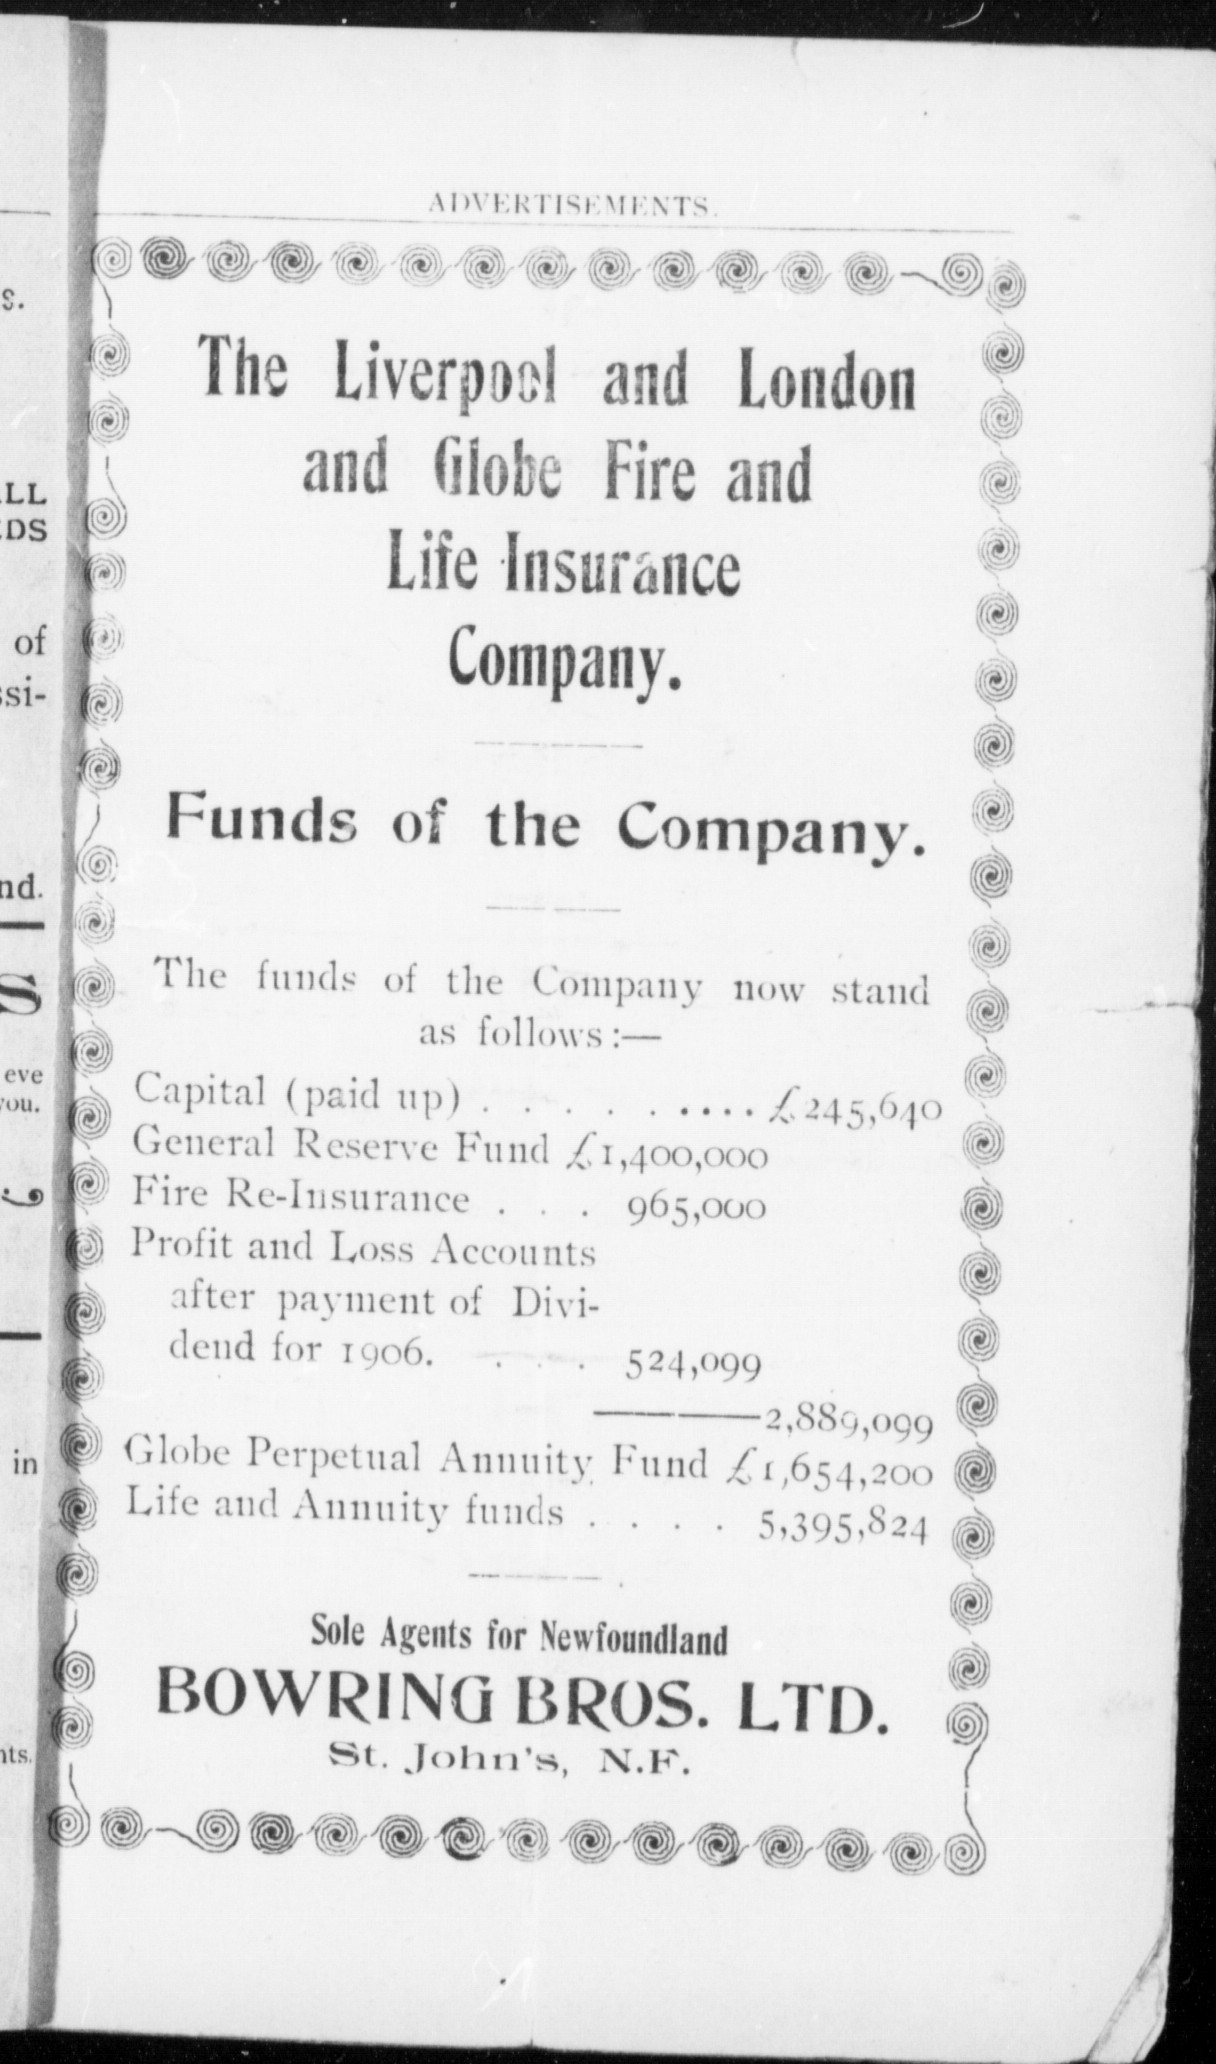 ADVERTISEMENTS.
The Liverpool and London
and Globe Fire and
Life Insurance
Company.
Funds of the Company.
The funds of the Company now stand
as follows:—
Capital (paid up) . . . . . .... £245,640
General Reserve Fund £1,400,000
Fire Re-Insurance . . . 965,000
Profit and Loss Accounts
after payment of Divi-
dend for 1906. . . . 524,099
2,889,099
Globe Perpetual Annuity Fund £1,654,200
Life and Annuity funds . . . . 5,395,824
Sole Agents for Newfoundland
BOWRING BROS. LTD.
St. John's, N.F.